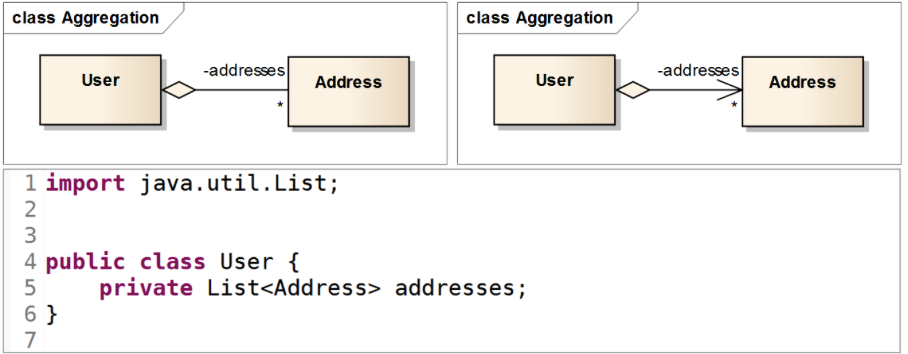 class Aggregation
User
-addresses
*
Address
class Aggregation
User
-addresses
*
Address
1 import java.util.List;
2
3
4 public class User {
5     private List<Address> addresses;
6 }
7